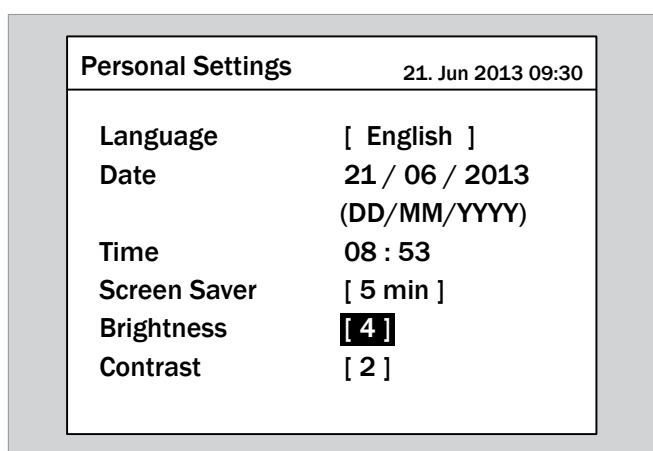 Personal Settings 21. Jun 2013 09:30
Language [ English ]
Date 21 / 06 / 2013
(DD/MM/YYYY)
Time 08 : 53
Screen Saver [ 5 min ]
Brightness [ 4 ]
Contrast [ 2 ]